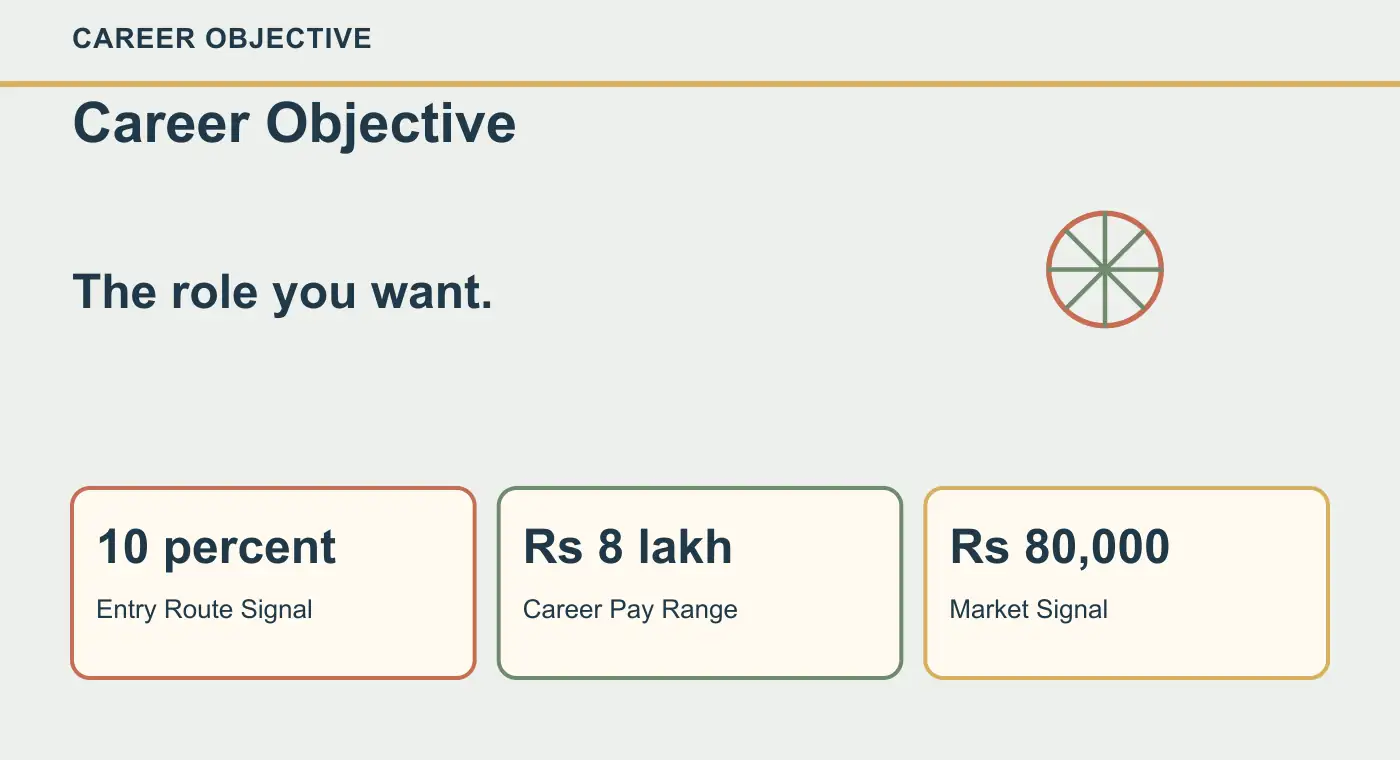 CAREER OBJECTIVE
Career Objective
The role you want.
10 percent
Entry Route Signal
Rs 8 lakh
Career Pay Range
Rs 80,000
Market Signal